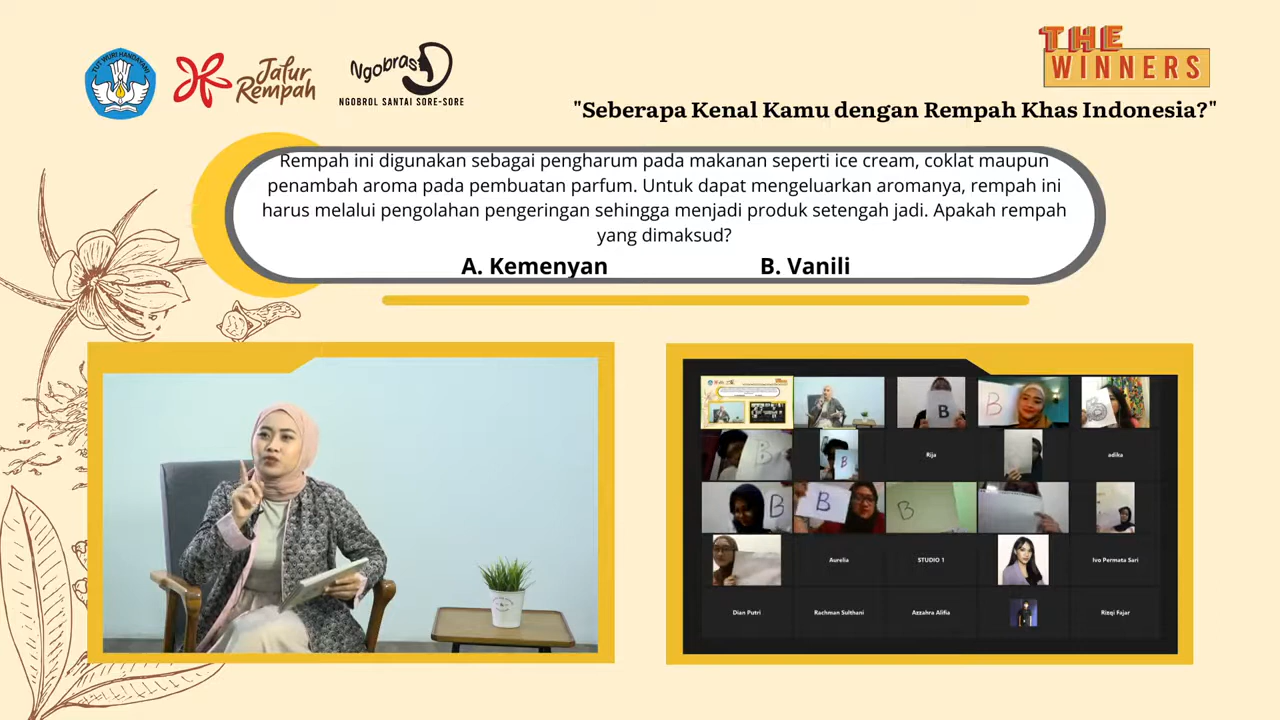 TUT WURI HANDAYANI
Jalur
Rempah
Ngobras
NGOBROL SANTAI SORE-SORE
THE
WINNERS
"Seberapa Kenal Kamu dengan Rempah Khas Indonesia?"
Rempah ini digunakan sebagai pengharum pada makanan seperti ice cream, coklat maupun
penambah aroma pada pembuatan parfum. Untuk dapat mengeluarkan aromanya, rempah ini
harus melalui pengolahan pengeringan sehingga menjadi produk setengah jadi. Apakah rempah
yang dimaksud?
A. Kemenyan B. Vanili
B
B
B
B
B
Rija
adika
B
B
B
Aurelia
STUDIO 1
Ivo Permata Sari
Dian Putri
Rachman Sulthani
Azzahra Alifia
Rizqi Fajar